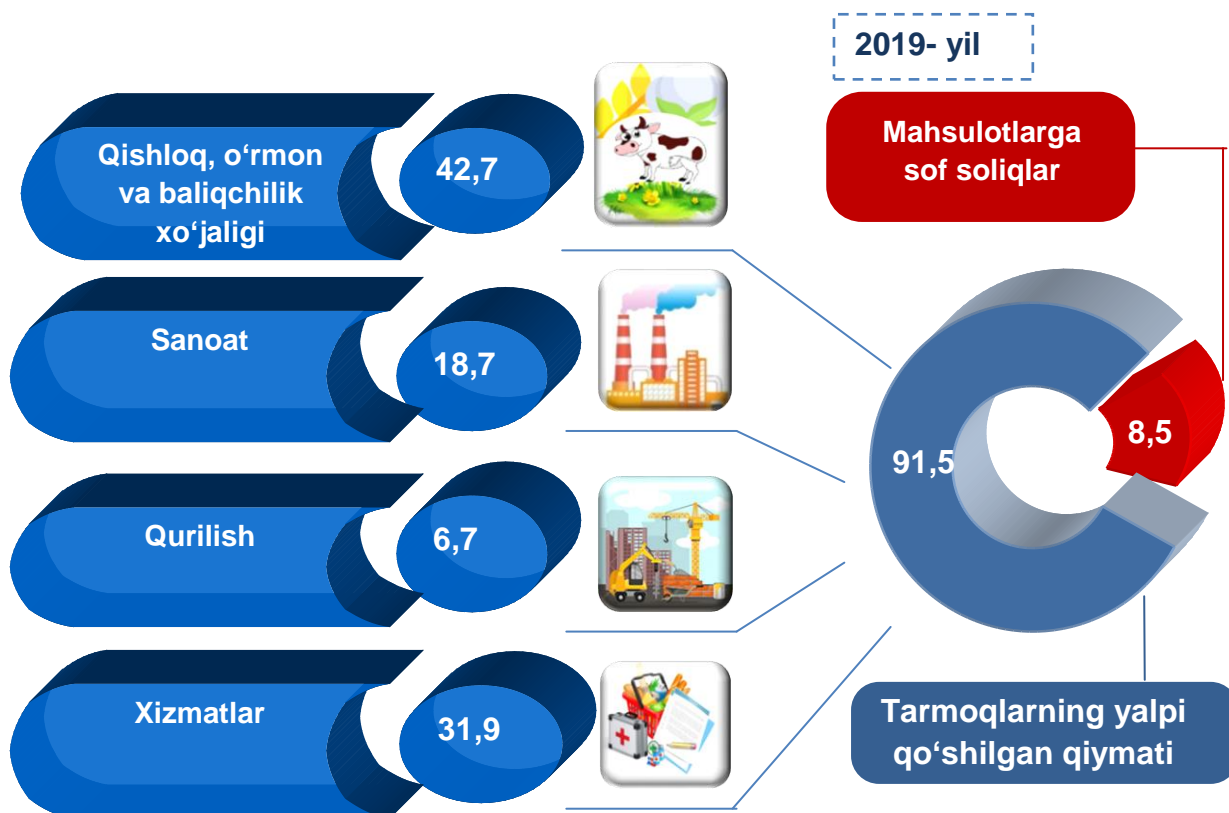 2019- yil
Qishloq, o‘rmon
va baliqchilik
xo‘jaligi
42,7
Mahsulotlarga
sof soliqlar
Sanoat
18,7
91,5
8,5
Qurilish
6,7
Xizmatlar
31,9
Tarmoqlarning yalpi
qo‘shilgan qiymati